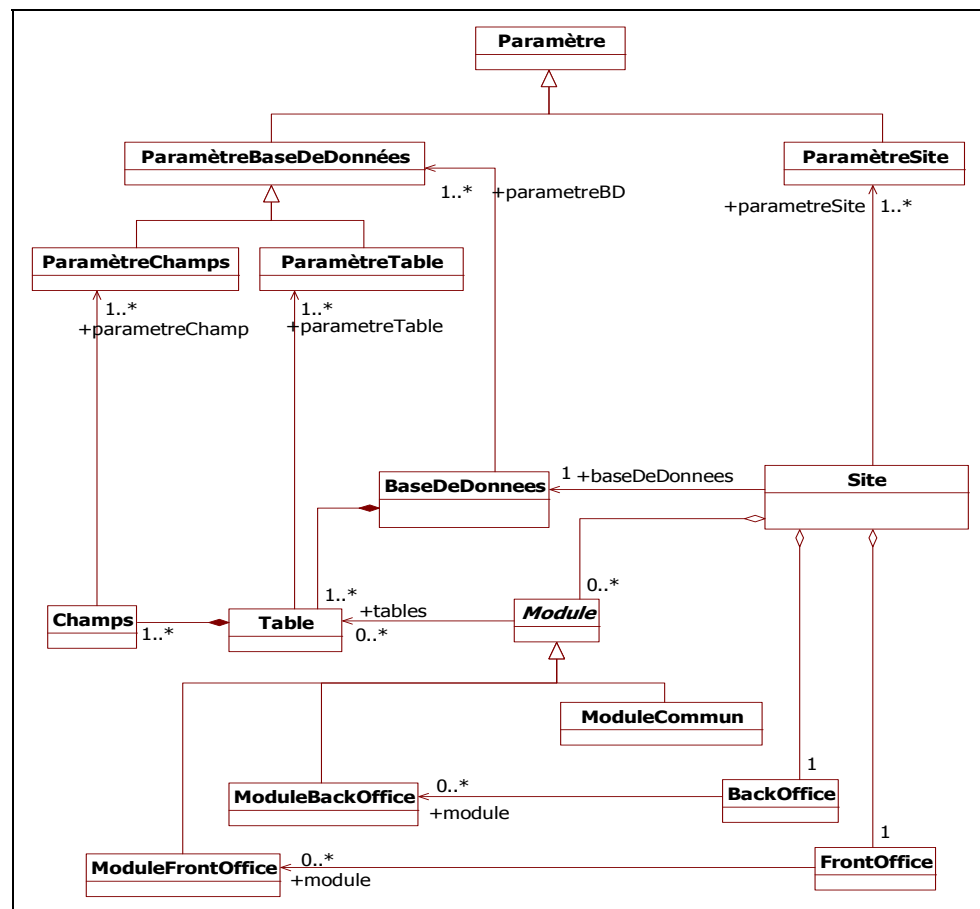 Paramètre
ParamètreBaseDeDonnées
ParamètreSite
1..*
+parametreBD
+parametreSite
1..*
ParamètreChamps
ParamètreTable
1..*
+parametreChamp
1..*
+parametreTable
BaseDeDonnees
1
+baseDeDonnees
Site
1..*
0..*
Champs
1..*
Table
+tables
0..*
Module
ModuleCommun
ModuleBackOffice
0..*
+module
1
BackOffice
ModuleFrontOffice
0..*
+module
1
FrontOffice